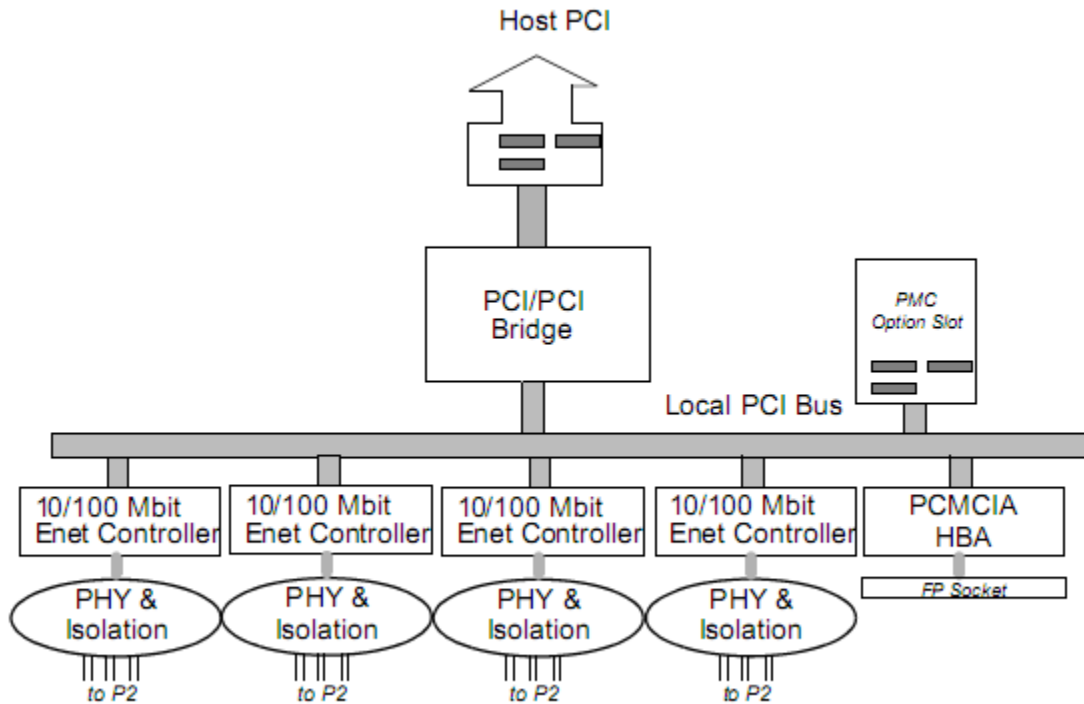 Host PCI
PCI/PCI
Bridge
PMC
Option Slot
Local PCI Bus
10/100 Mbit
Enet Controller
10/100 Mbit
Enet Controller
10/100 Mbit
Enet Controller
10/100 Mbit
Enet Controller
PCMCIA
HBA
PHY &
Isolation
PHY &
Isolation
PHY &
Isolation
PHY &
Isolation
FP Socket
to P2
to P2
to P2
to P2